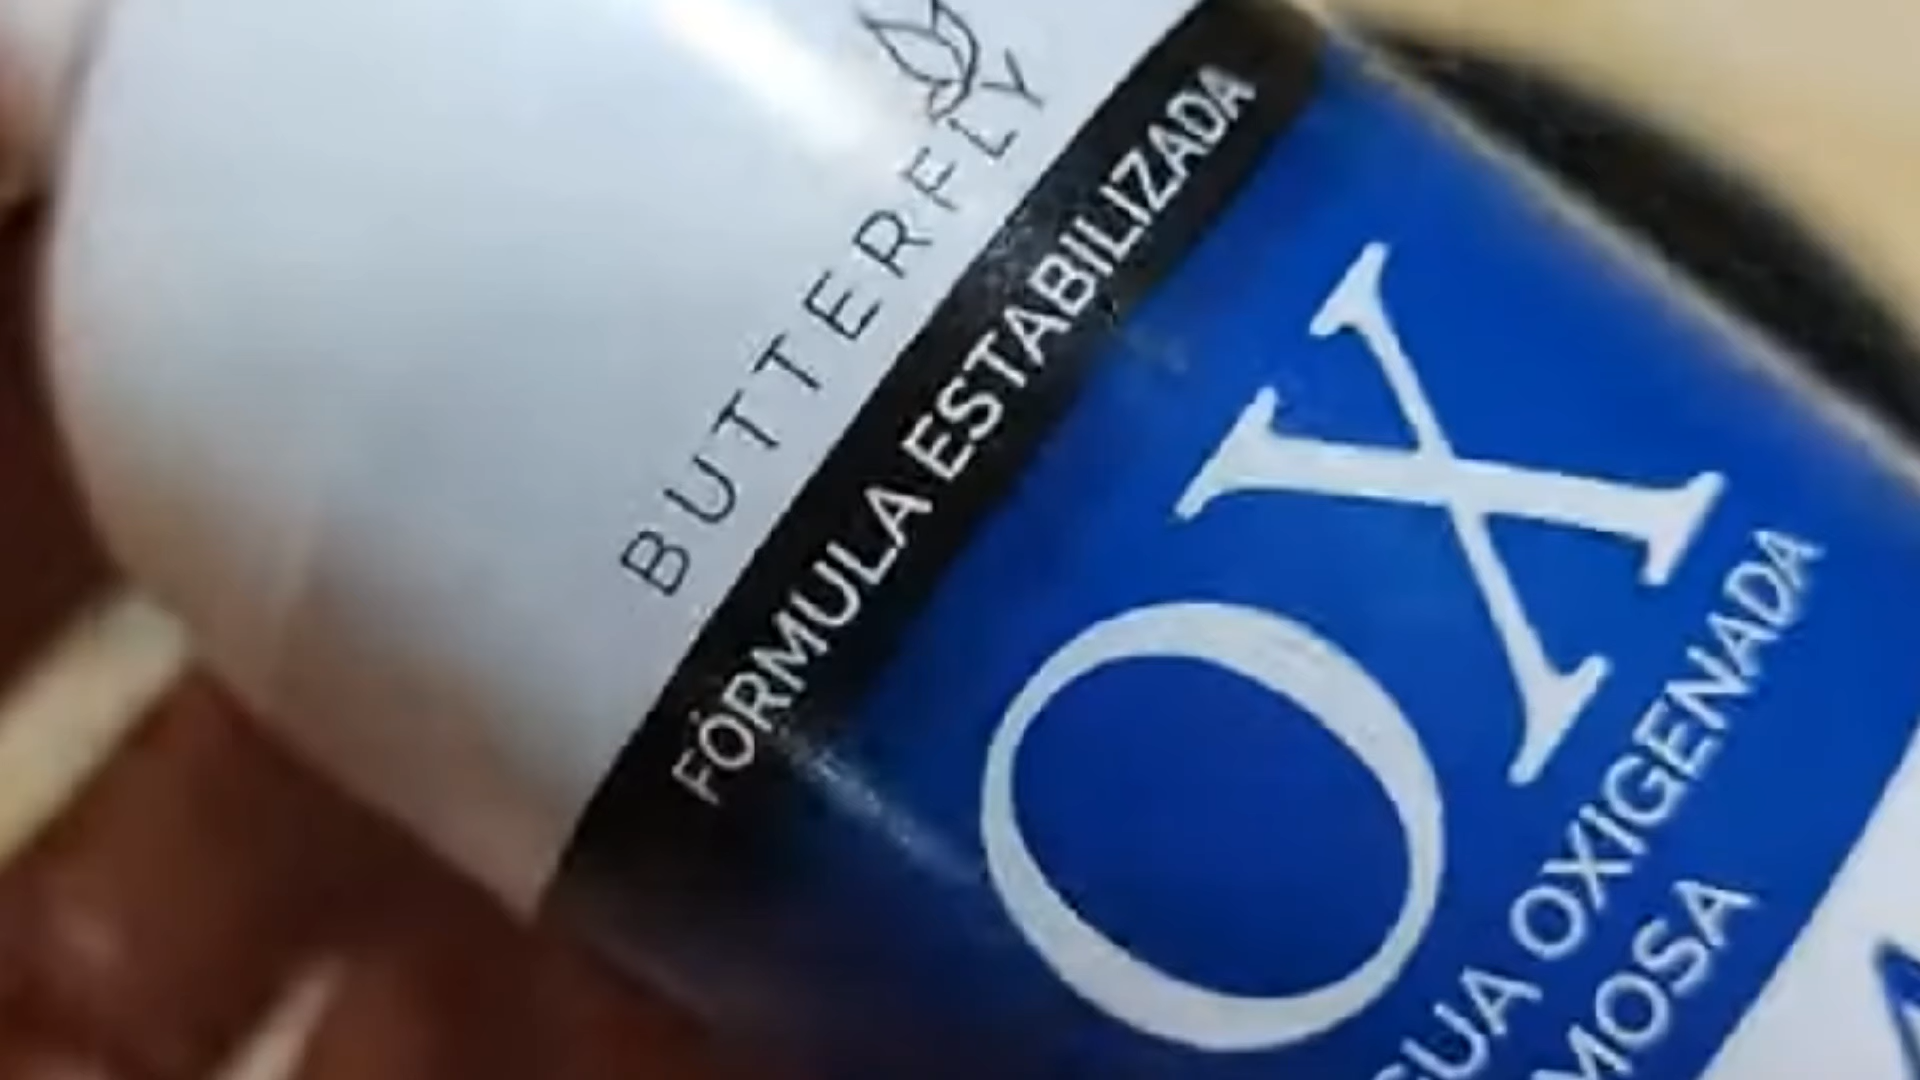 BUTTERFLY
FÓRMULA ESTABILIZADA
OX
GUA OXIGENADA
MOSA